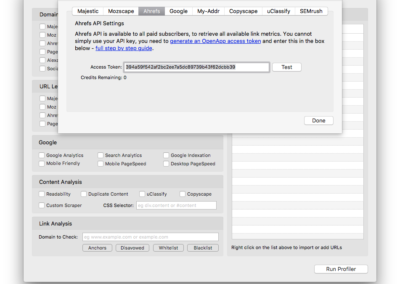 Majestic Mozscape Ahrefs Google My-Addr Copyscape uClassify SEMrush
Ahrefs API Settings
Ahrefs API is available to all paid subscribers, to retrieve all available link metrics. You cannot
simply use your API key, you need to generate an OpenApp access token and enter this in the box
below - full step by step guide.
Access Token:
Test
Credits Remaining: 0
Done
Domain
Moz
Moz
Ahre
Page
Alexa
Socia
URL Le
Moze
Moz
Ahre
Page
Google
Google Analytics Search Analytics Google Indexation
Mobile Friendly Mobile PageSpeed Desktop PageSpeed
Content Analysis
Readability Duplicate Content uClassify Copyscape
Custom Scraper CSS Selector:
Link Analysis
Domain to Check:
Anchors Disavowed Whitelist Blacklist
Right click on the list above to import or add URLs
Run Profiler